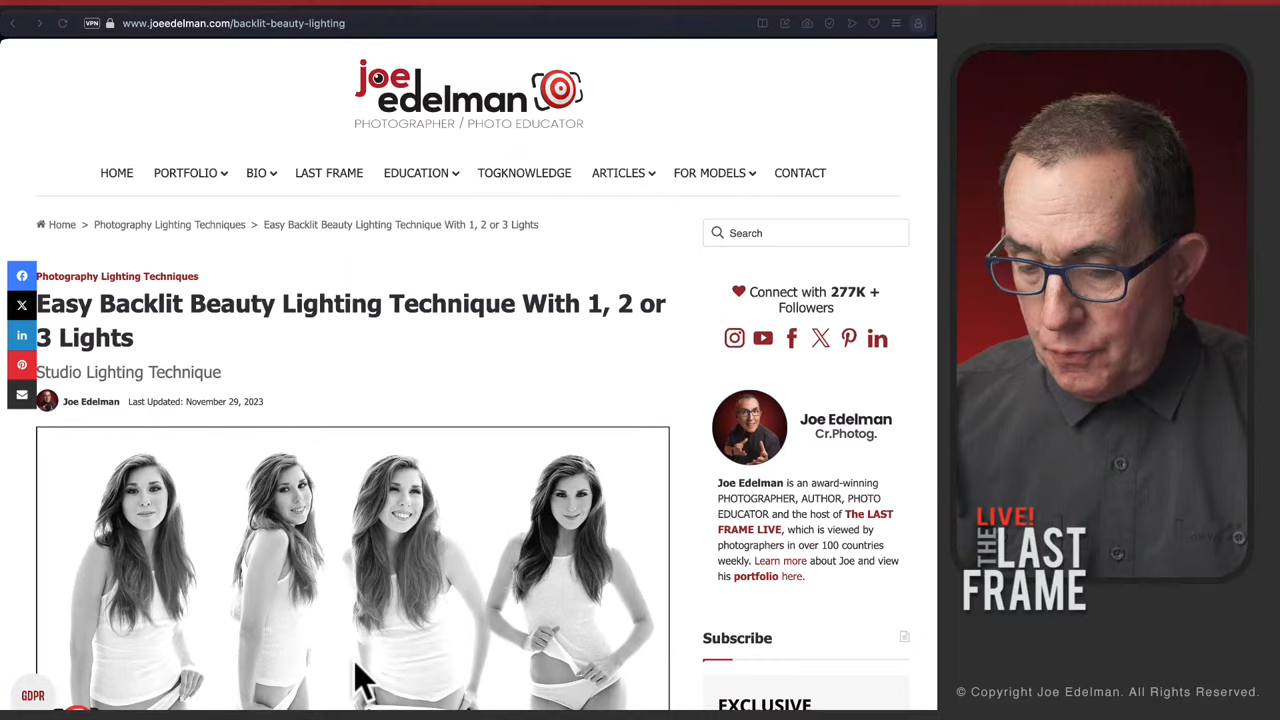 VPN www.joeedelman.com/backlit-beauty-lighting
joe
edelman
PHOTOGRAPHER / PHOTO EDUCATOR
HOME PORTFOLIO BIO LAST FRAME EDUCATION TOGKNOWLEDGE ARTICLES FOR MODELS CONTACT
Home > Photography Lighting Techniques > Easy Backlit Beauty Lighting Technique With 1, 2 or 3 Lights
Search
Photography Lighting Techniques
Easy Backlit Beauty Lighting Technique With 1, 2 or
3 Lights
Studio Lighting Technique
Joe Edelman Last Updated: November 29, 2023
Connect with 277K +
Followers
Joe Edelman
Cr.Photog.
Joe Edelman is an award-winning
PHOTOGRAPHER, AUTHOR, PHOTO
EDUCATOR and the host of The LAST
FRAME LIVE, which is viewed by
photographers in over 100 countries
weekly. Learn more about Joe and view
his portfolio here.
Subscribe
EXCLUSIVE
GDPR
LIVE!
THE LAST
FRAME
© Copyright Joe Edelman. All Rights Reserved.